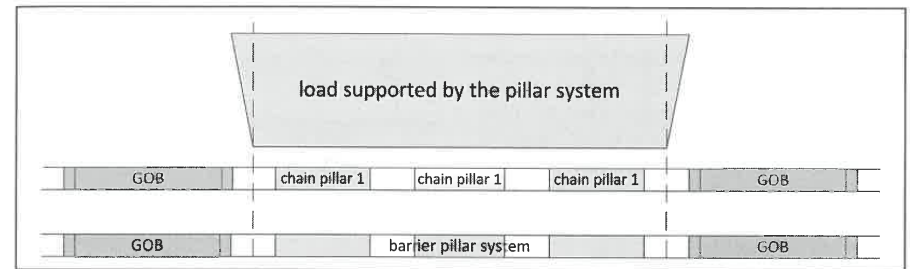 load supported by the pillar system
GOB chain pillar 1 chain pillar 1 chain pillar 1 GOB
GOB barrier pillar system GOB